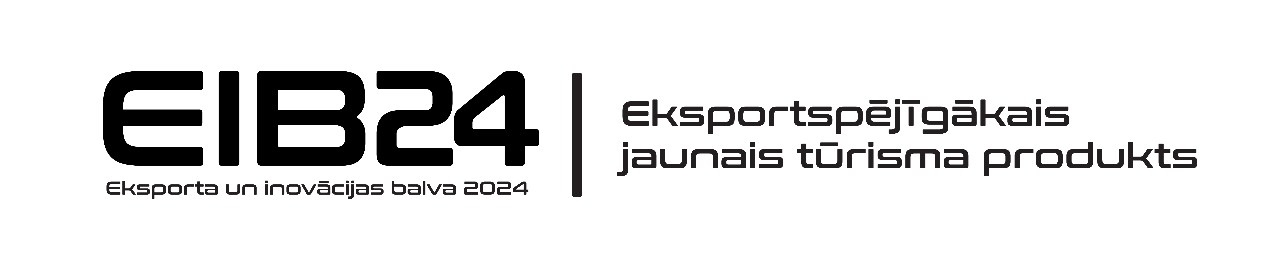 EIB24
Eksporta un inovācijas balva 2024
Eksportspējīgākais
jaunais tūrisma produkts